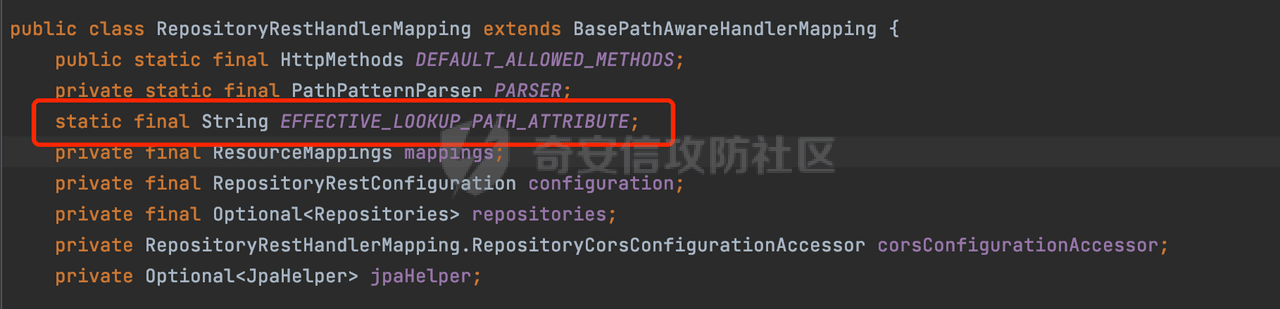 public class RepositoryRestHandlerMapping extends BasePathAwareHandlerMapping {
    public static final HttpMethods DEFAULT_ALLOWED_METHODS;
    private static final PathPatternParser PARSER;
    static final String EFFECTIVE_LOOKUP_PATH_ATTRIBUTE;
    private final ResourceMappings mappings;
奇安信攻防社区
    private final RepositoryRestConfiguration configuration;
    private final Optional<Repositories> repositories;
    private RepositoryRestHandlerMapping.RepositoryCorsConfigurationAccessor corsConfigurationAccessor;
    private Optional<JpaHelper> jpaHelper;